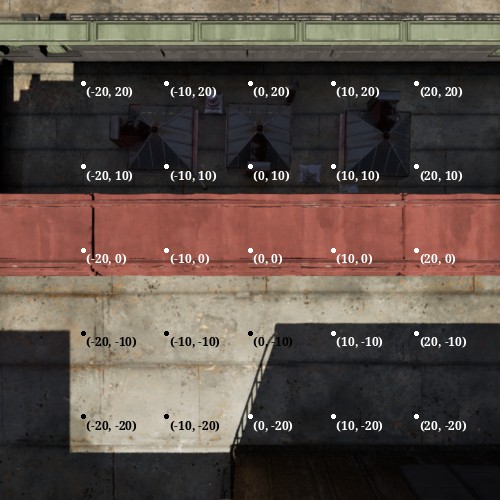 (-20, 20) (-10, 20) (0, 20) (10, 20) (20, 20)
(-20, 10) (-10, 10) (0, 10) (10, 10) (20, 10)
(-20, 0) (-10, 0) (0, 0) (10, 0) (20, 0)
(-20, -10) (-10, -10) (0, -10) (10, -10) (20, -10)
(-20, -20) (-10, -20) (0, -20) (10, -20) (20, -20)